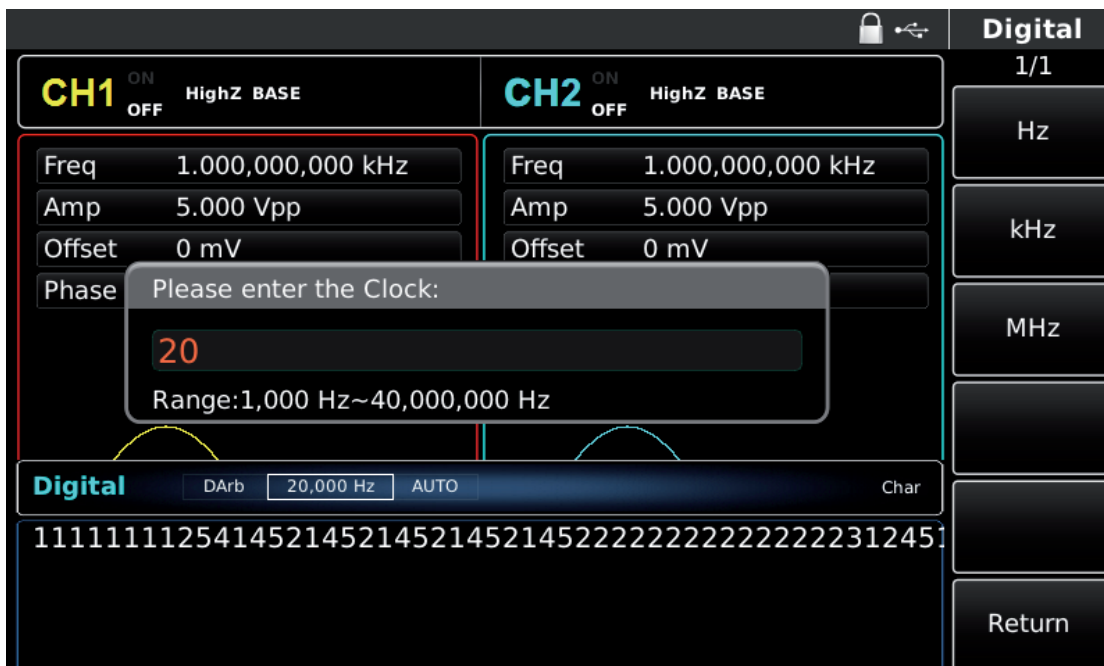 Digital
1/1
CH1 ON OFF HighZ BASE
CH2 ON OFF HighZ BASE
Freq 1.000,000,000 kHz
Amp 5.000 Vpp
Offset 0 mV
Phase
Freq 1.000,000,000 kHz
Amp 5.000 Vpp
Offset 0 mV
Please enter the Clock:
20
Range:1,000 Hz~40,000,000 Hz
Digital DArb 20,000 Hz AUTO Char
Hz
kHz
MHz
Return